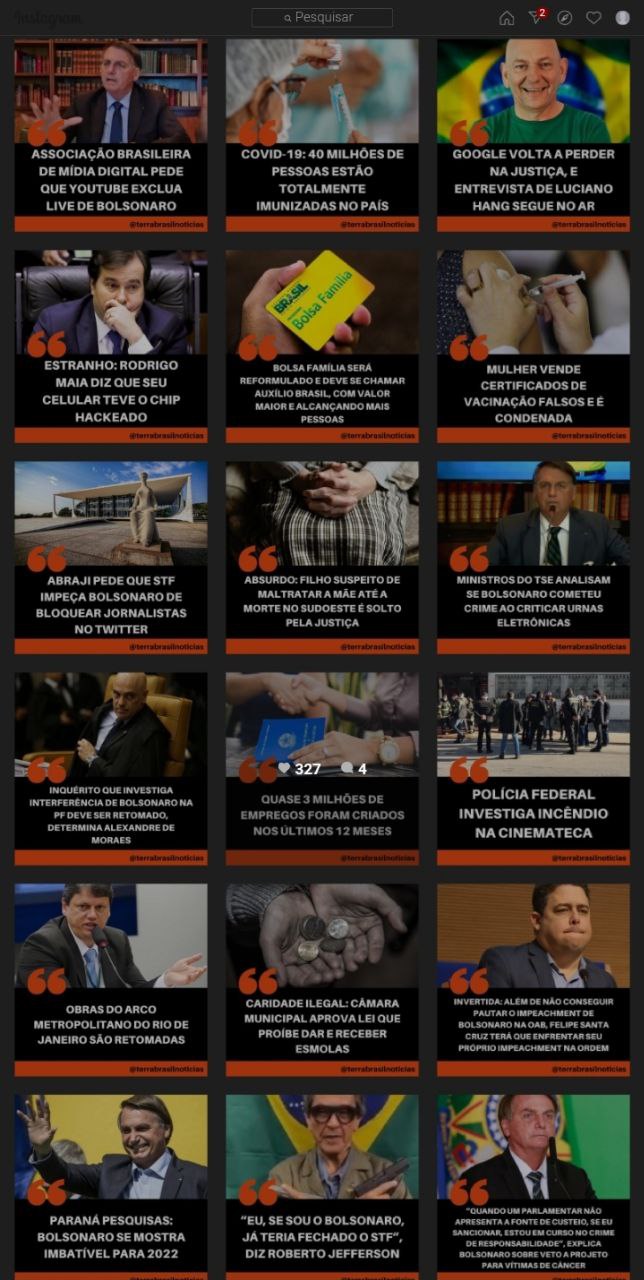 Instagram
Pesquisar
2
ASSOCIAÇÃO BRASILEIRA
DE MÍDIA DIGITAL PEDE
QUE YOUTUBE EXCLUA
LIVE DE BOLSONARO
@terrabrasilnoticias
COVID-19: 40 MILHÕES DE
PESSOAS ESTÃO
TOTALMENTE
IMUNIZADAS NO PAÍS
@terrabrasilnoticias
GOOGLE VOLTA A PERDER
NA JUSTIÇA, E
ENTREVISTA DE LUCIANO
HANG SEGUE NO AR
@terrabrasilnoticias
ESTRANHO: RODRIGO
MAIA DIZ QUE SEU
CELULAR TEVE O CHIP
HACKEADO
@terrabrasilnoticias
BRASIL
Bolsa Família
BOLSA FAMÍLIA SERÁ
REFORMULADO E DEVE SE CHAMAR
AUXÍLIO BRASIL, COM VALOR
MAIOR E ALCANÇANDO MAIS
PESSOAS
@terrabrasilnoticias
MULHER VENDE
CERTIFICADOS DE
VACINAÇÃO FALSOS E É
CONDENADA
@terrabrasilnoticias
ABRAJI PEDE QUE STF
IMPEÇA BOLSONARO DE
BLOQUEAR JORNALISTAS
NO TWITTER
@terrabrasilnoticias
ABSURDO: FILHO SUSPEITO DE
MALTRATAR A MÃE ATÉ A
MORTE NO SUDOESTE É SOLTO
PELA JUSTIÇA
@terrabrasilnoticias
MINISTROS DO TSE ANALISAM
SE BOLSONARO COMETEU
CRIME AO CRITICAR URNAS
ELETRÔNICAS
@terrabrasilnoticias
INQUÉRITO QUE INVESTIGA
INTERFERÊNCIA DE BOLSONARO NA
PF DEVE SER RETOMADO,
DETERMINA ALEXANDRE DE
MORAES
@terrabrasilnoticias
327 4
QUASE 3 MILHÕES DE
EMPREGOS FORAM CRIADOS
NOS ÚLTIMOS 12 MESES
@terrabrasilnoticias
POLÍCIA FEDERAL
INVESTIGA INCÊNDIO
NA CINEMATECA
@terrabrasilnoticias
OBRAS DO ARCO
METROPOLITANO DO RIO DE
JANEIRO SÃO RETOMADAS
@terrabrasilnoticias
CARIDADE ILEGAL: CÂMARA
MUNICIPAL APROVA LEI QUE
PROÍBE DAR E RECEBER
ESMOLAS
@terrabrasilnoticias
INVERTIDA: ALÉM DE NÃO CONSEGUIR
PAUTAR O IMPEACHMENT DE
BOLSONARO NA OAB, FELIPE SANTA
CRUZ TERÁ QUE ENFRENTAR SEU
PRÓPRIO IMPEACHMENT NA ORDEM
@terrabrasilnoticias
PARANÁ PESQUISAS:
BOLSONARO SE MOSTRA
IMBATÍVEL PARA 2022
"EU, SE SOU O BOLSONARO,
JÁ TERIA FECHADO O STF",
DIZ ROBERTO JEFFERSON
"QUANDO UM PARLAMENTAR NÃO
APRESENTA A FONTE DE CUSTEIO, SE EU
SANCIONAR, ESTOU EM CURSO NO CRIME
DE RESPONSABILIDADE", EXPLICA
BOLSONARO SOBRE VETO A PROJETO
PARA VÍTIMAS DE CÂNCER